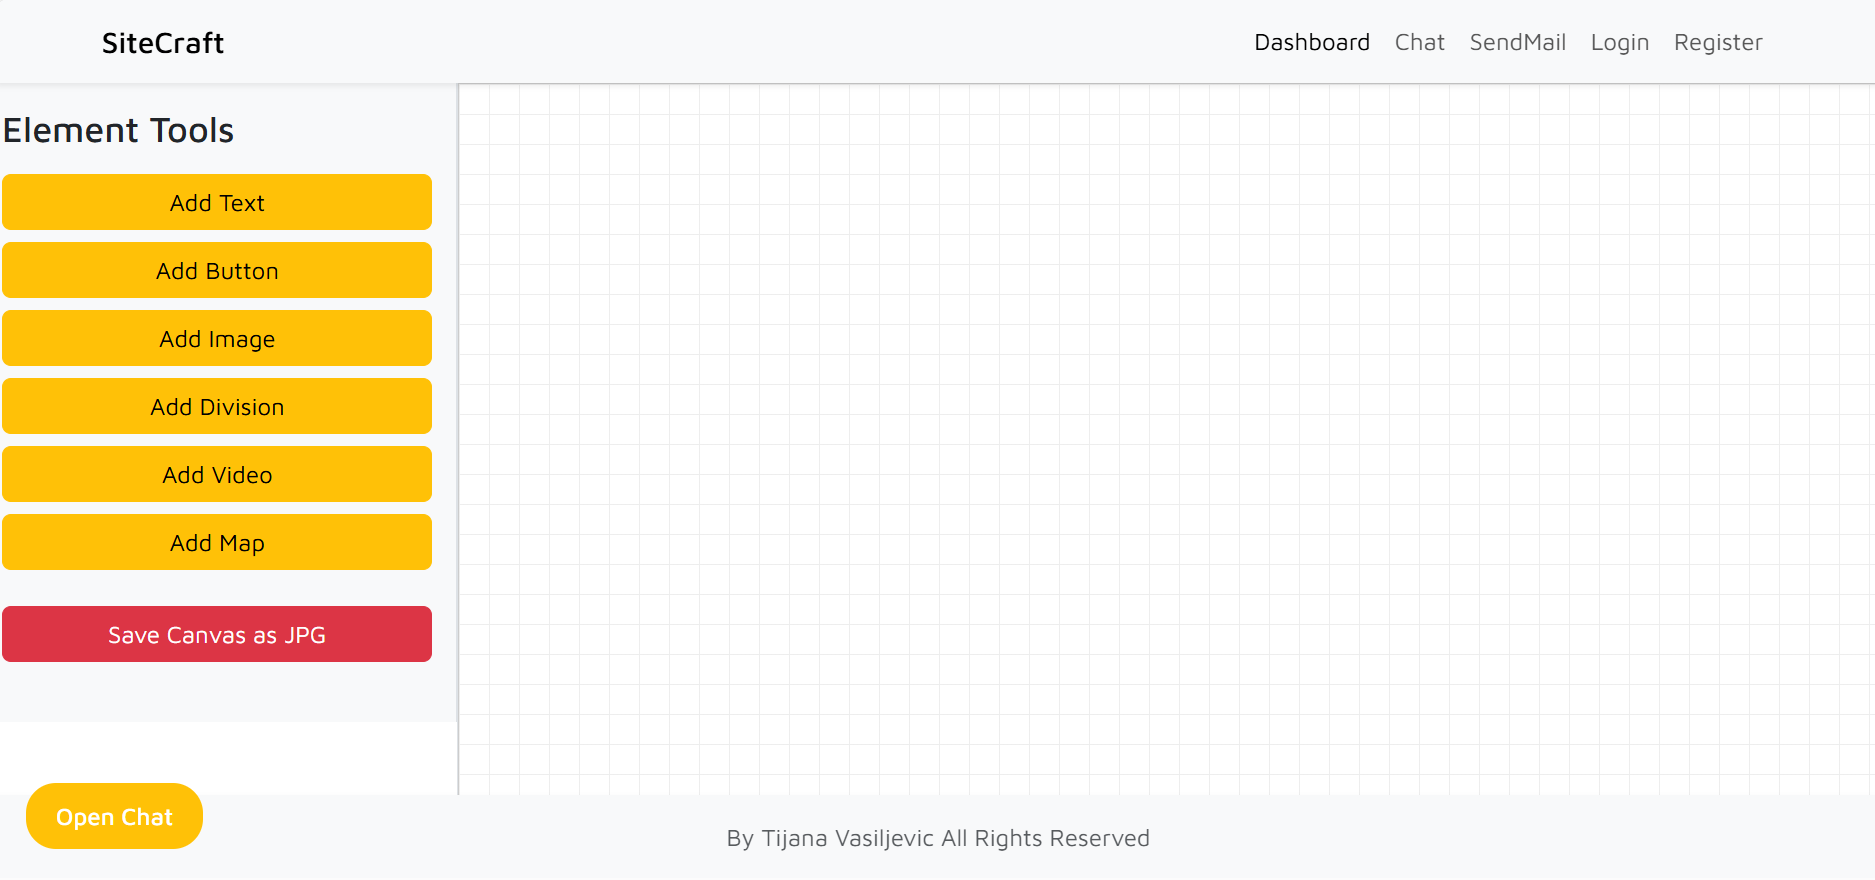 SiteCraft
Dashboard Chat SendMail Login Register
Element Tools
Add Text
Add Button
Add Image
Add Division
Add Video
Add Map
Save Canvas as JPG
Open Chat
By Tijana Vasiljevic All Rights Reserved